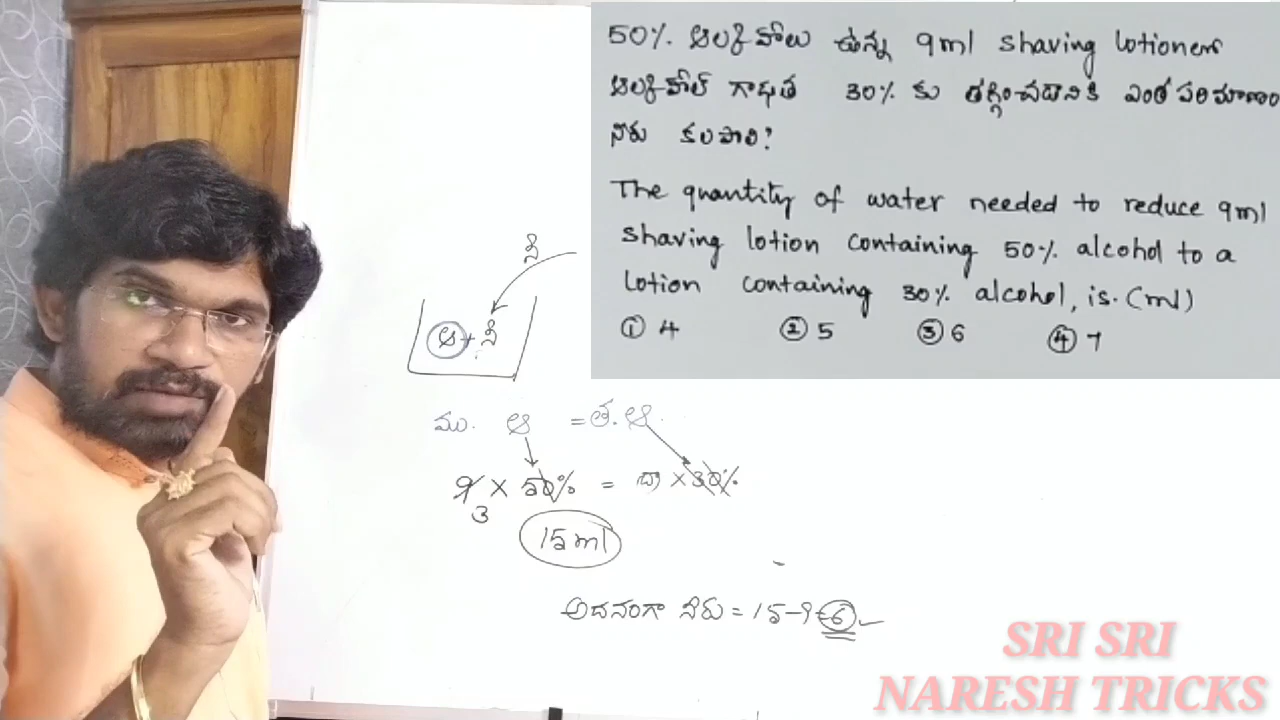 50% ఆల్కహాలు ఉన్న 9ml shaving lotionలో
ఆల్కహాల్ గాఢత 30% కు తగ్గించడానికి ఎంత పరిమాణం
నీరు కలపాలి?
The quantity of water needed to reduce 9ml
shaving lotion containing 50% alcohol to a
lotion containing 30% alcohol, is. (ml)
① 4 ② 5 ③ 6 ④ 7
నీ
ఆ + నీ
ము. ఆ = త. ఆ.
9 × 50% = ద్రా × 30%
3
15ml
అదనంగా నీరు = 15-9=6
SRI SRI
NARESH TRICKS